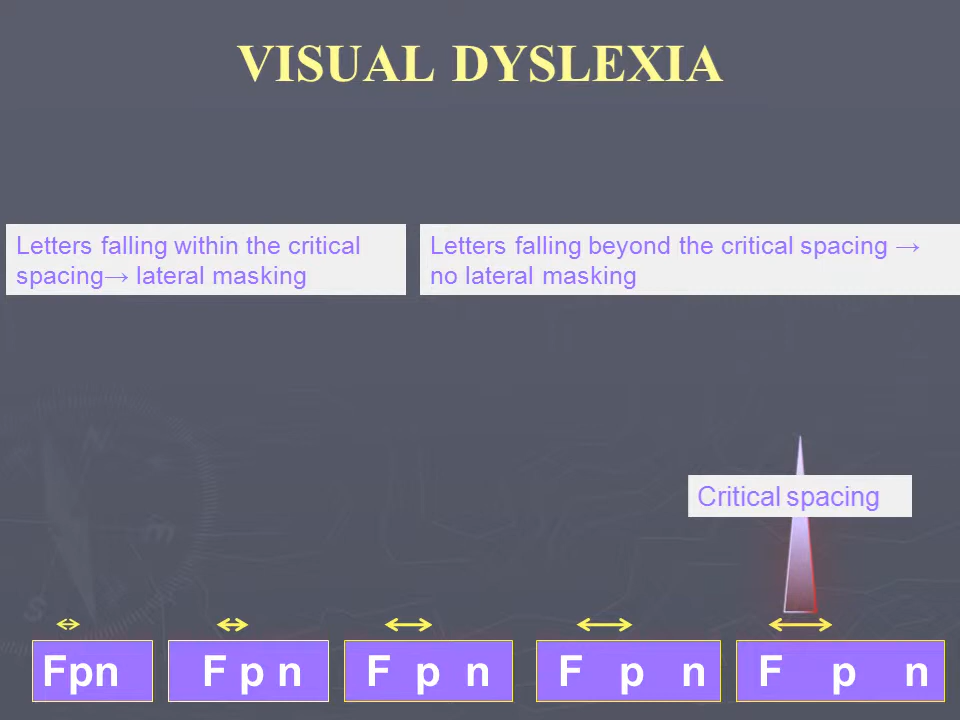 VISUAL DYSLEXIA
Letters falling within the critical
spacing→ lateral masking
Letters falling beyond the critical spacing →
no lateral masking
Critical spacing
Fpn
F p n
F p n
F p n
F p n